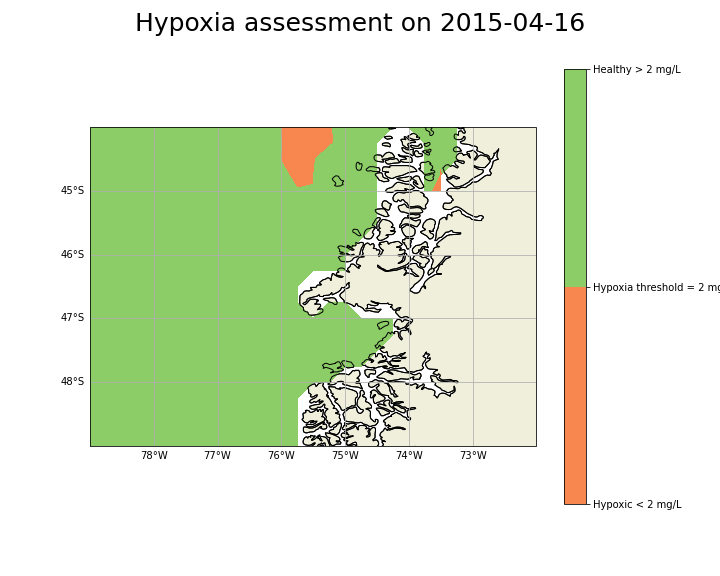 Hypoxia assessment on 2015-04-16
Healthy > 2 mg/L
45°S
46°S
Hypoxia threshold = 2
47°S
48°S
78°W 77°W 76°W 75°W 74°W 73°W
Hypoxic < 2 mg/L